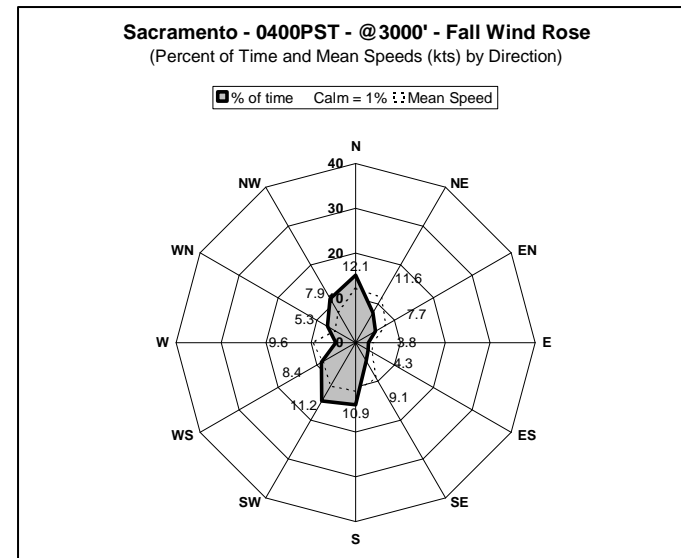 Sacramento - 0400PST - @3000' - Fall Wind Rose
(Percent of Time and Mean Speeds (kts) by Direction)
% of time Calm = 1% Mean Speed
N
NW 40 NE
30
WN 20 EN
12.1
7.9 11.6
5.3 7.7
W 9.6 0 3.8 E
8.4 4.3
11.2 10.9 9.1
WS ES
SW SE
S